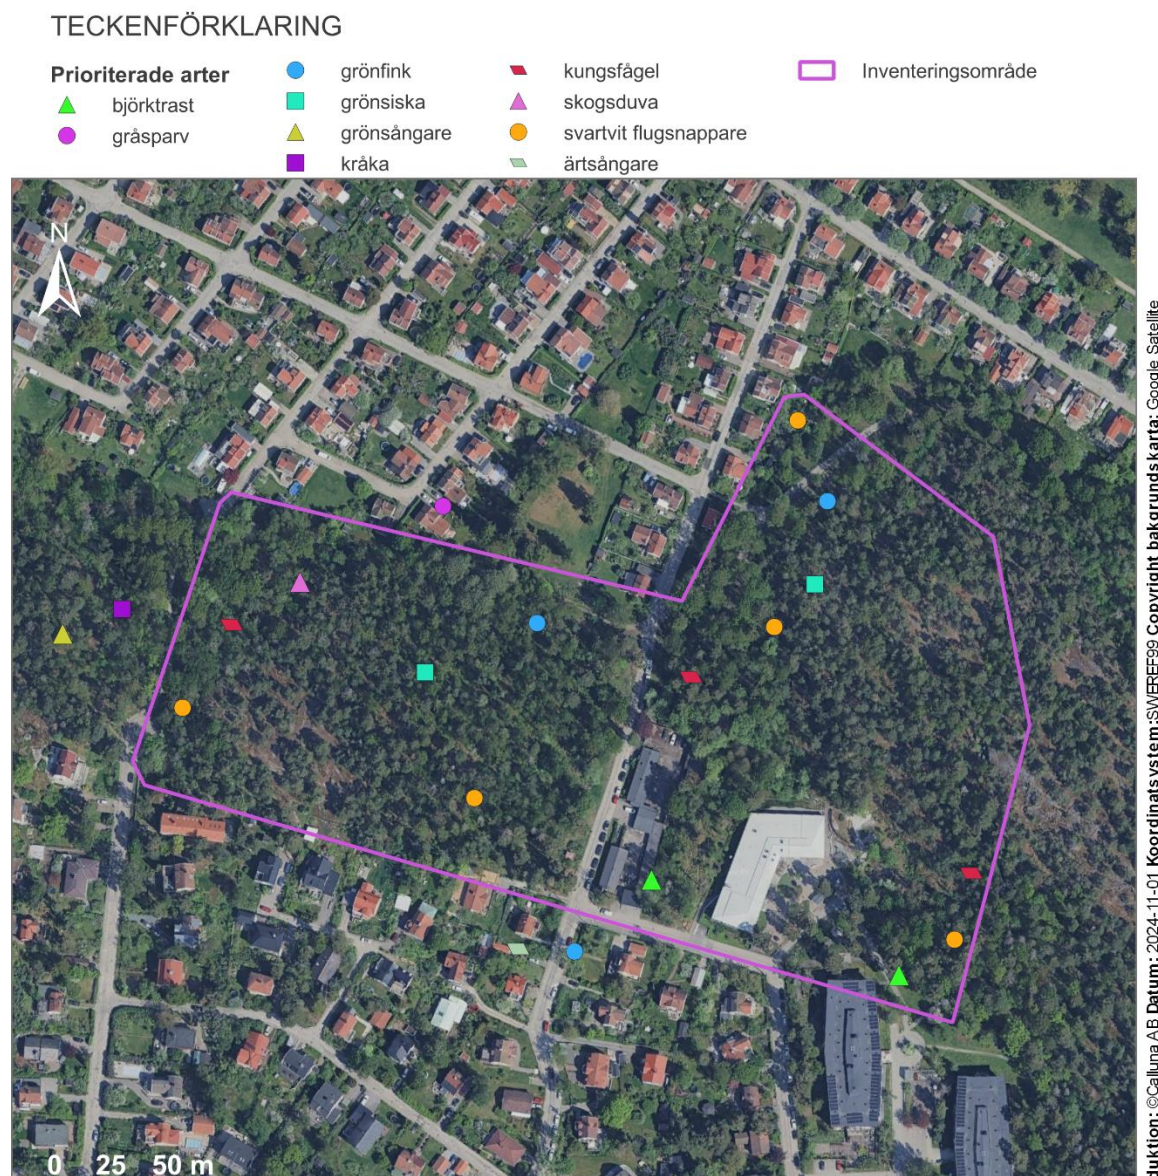 TECKENFÖRKLARING
Prioriterade arter
björktrast
gråsparv
grönfink
grönsiska
grönsångare
kråka
kungsfågel
skogsduva
svartvit flugsnappare
ärtsångare
Inventeringsområde
N
0 25 50 m
duktion: ©Calluna AB Datum: 2024-11-01 Koordinatsystem:SWEREF99 Copyright bakgrundskarta: Google Satellite